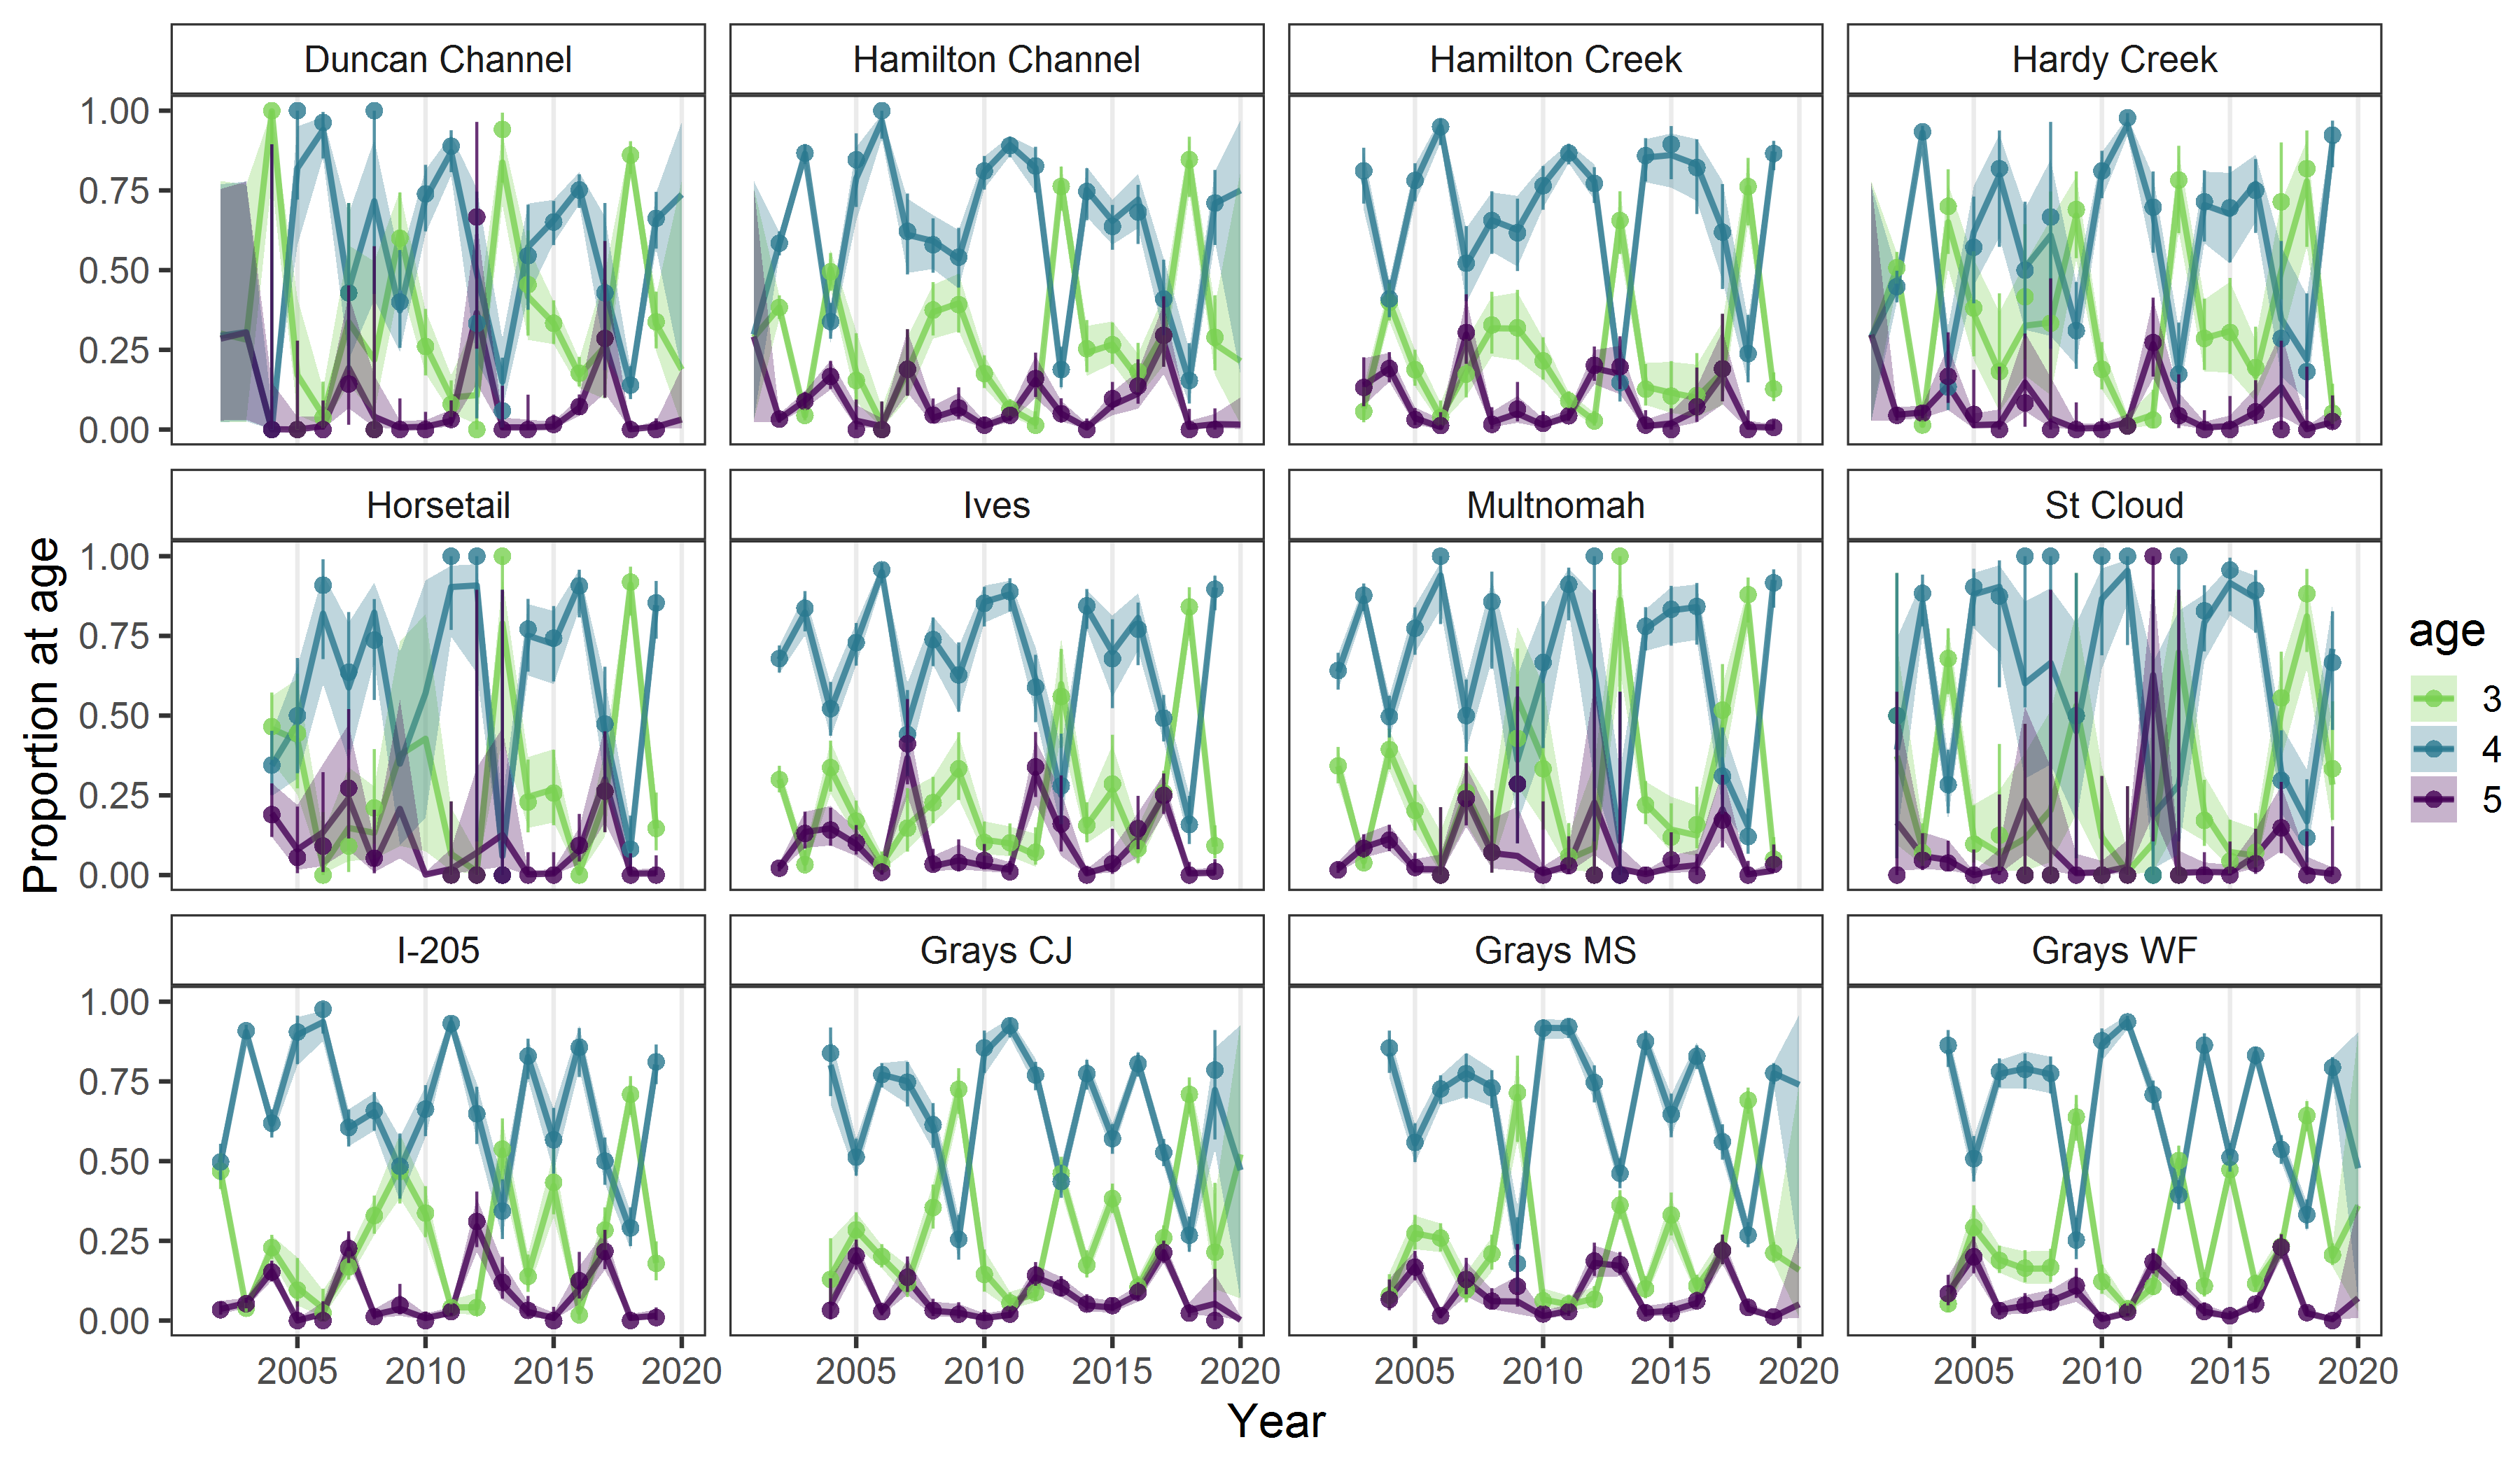 Duncan Channel Hamilton Channel Hamilton Creek Hardy Creek
1.00
0.75
0.50
0.25
0.00
Horsetail Ives Multnomah St Cloud
1.00
0.75
0.50
0.25
0.00
I-205 Grays CJ Grays MS Grays WF
1.00
0.75
0.50
0.25
0.00
2005 2010 2015 2020 2005 2010 2015 2020 2005 2010 2015 2020 2005 2010 2015 2020
Year
Proportion at age
age
3
4
5